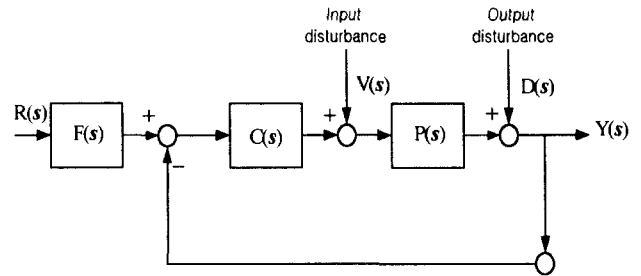 Input
disturbance
Output
disturbance
V(s)
D(s)
R(s)
F(s)
+
−
C(s)
+
P(s)
+
Y(s)